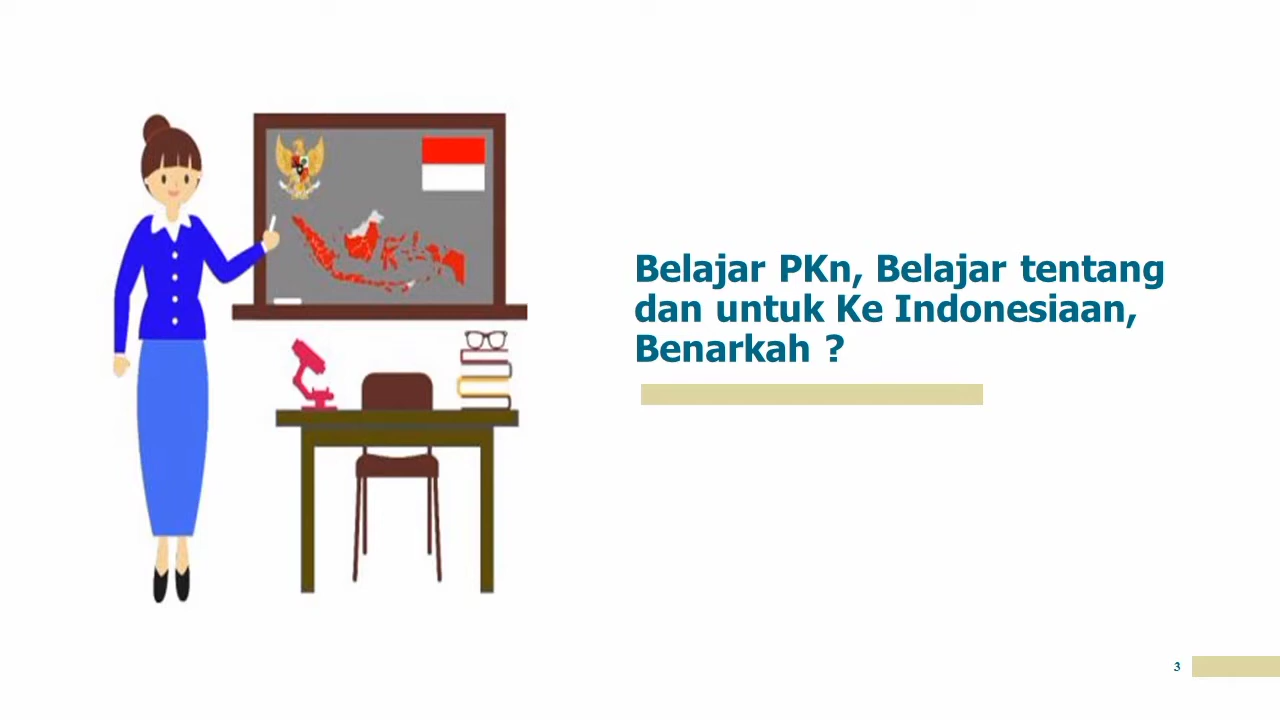 Belajar PKn, Belajar tentang
dan untuk Ke Indonesiaan,
Benarkah ?
3